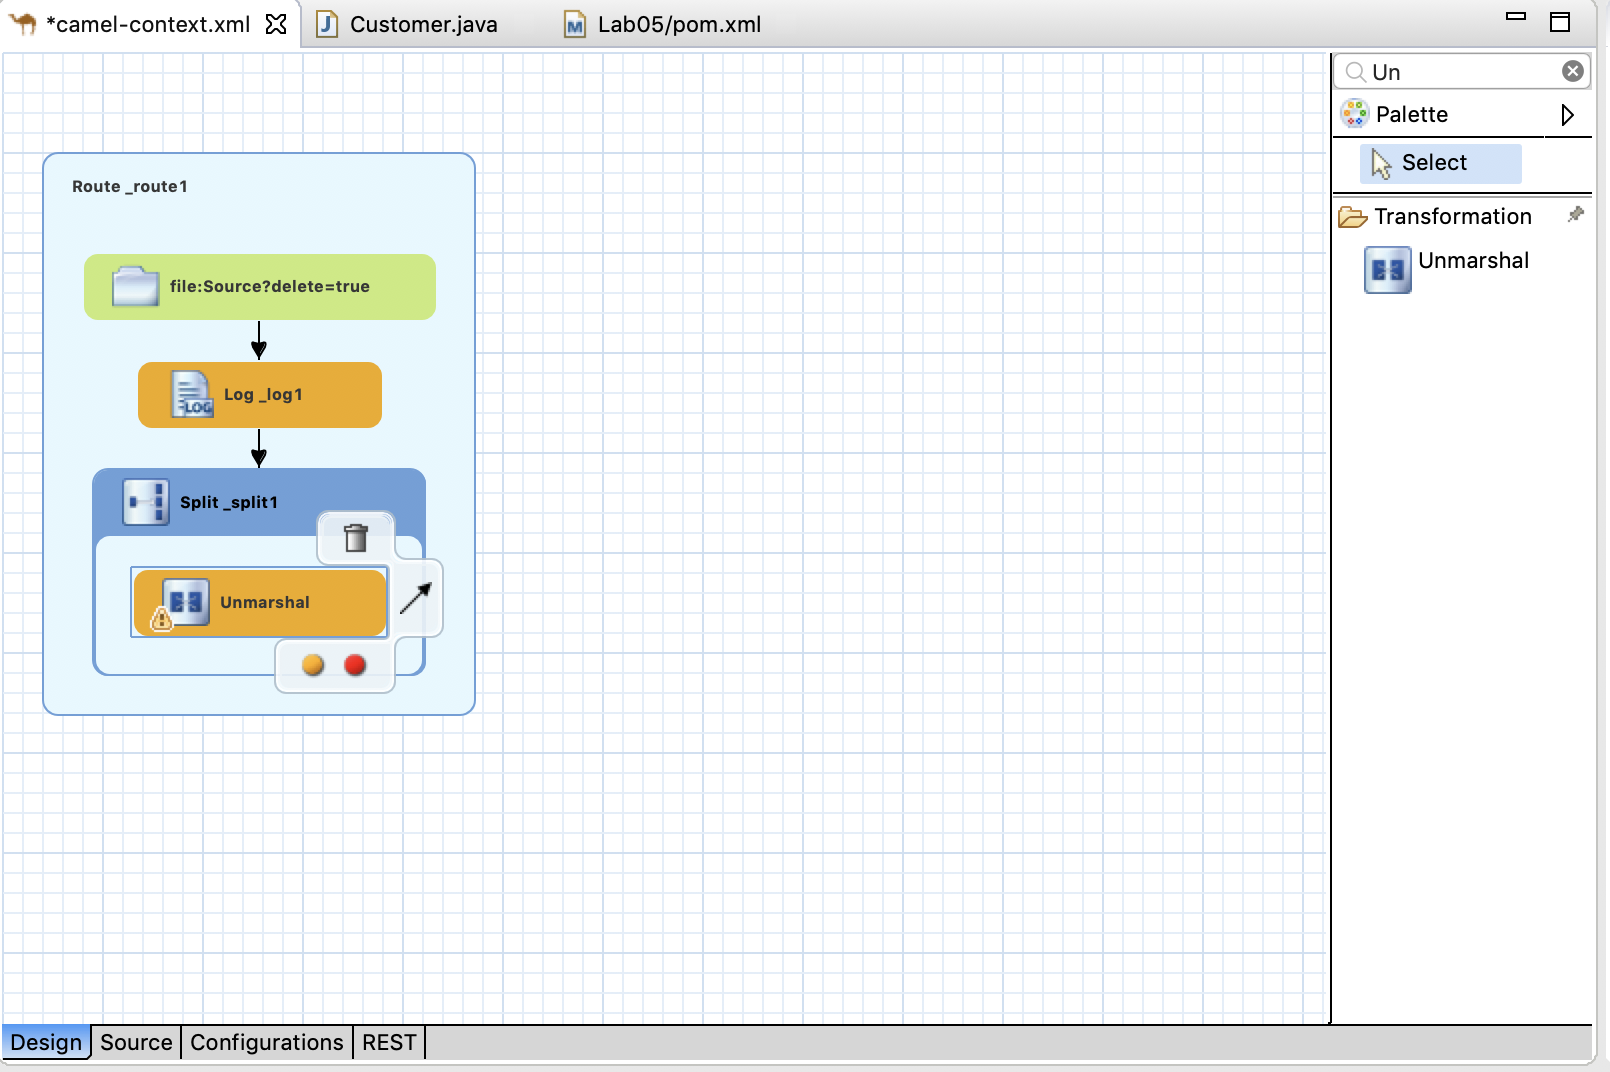 *camel-context.xml
Customer.java
Lab05/pom.xml
Un
Palette
Select
Transformation
Unmarshal
Route _route1
file:Source?delete=true
LOG
Log _log1
Split _split1
Unmarshal
Design
Source
Configurations
REST